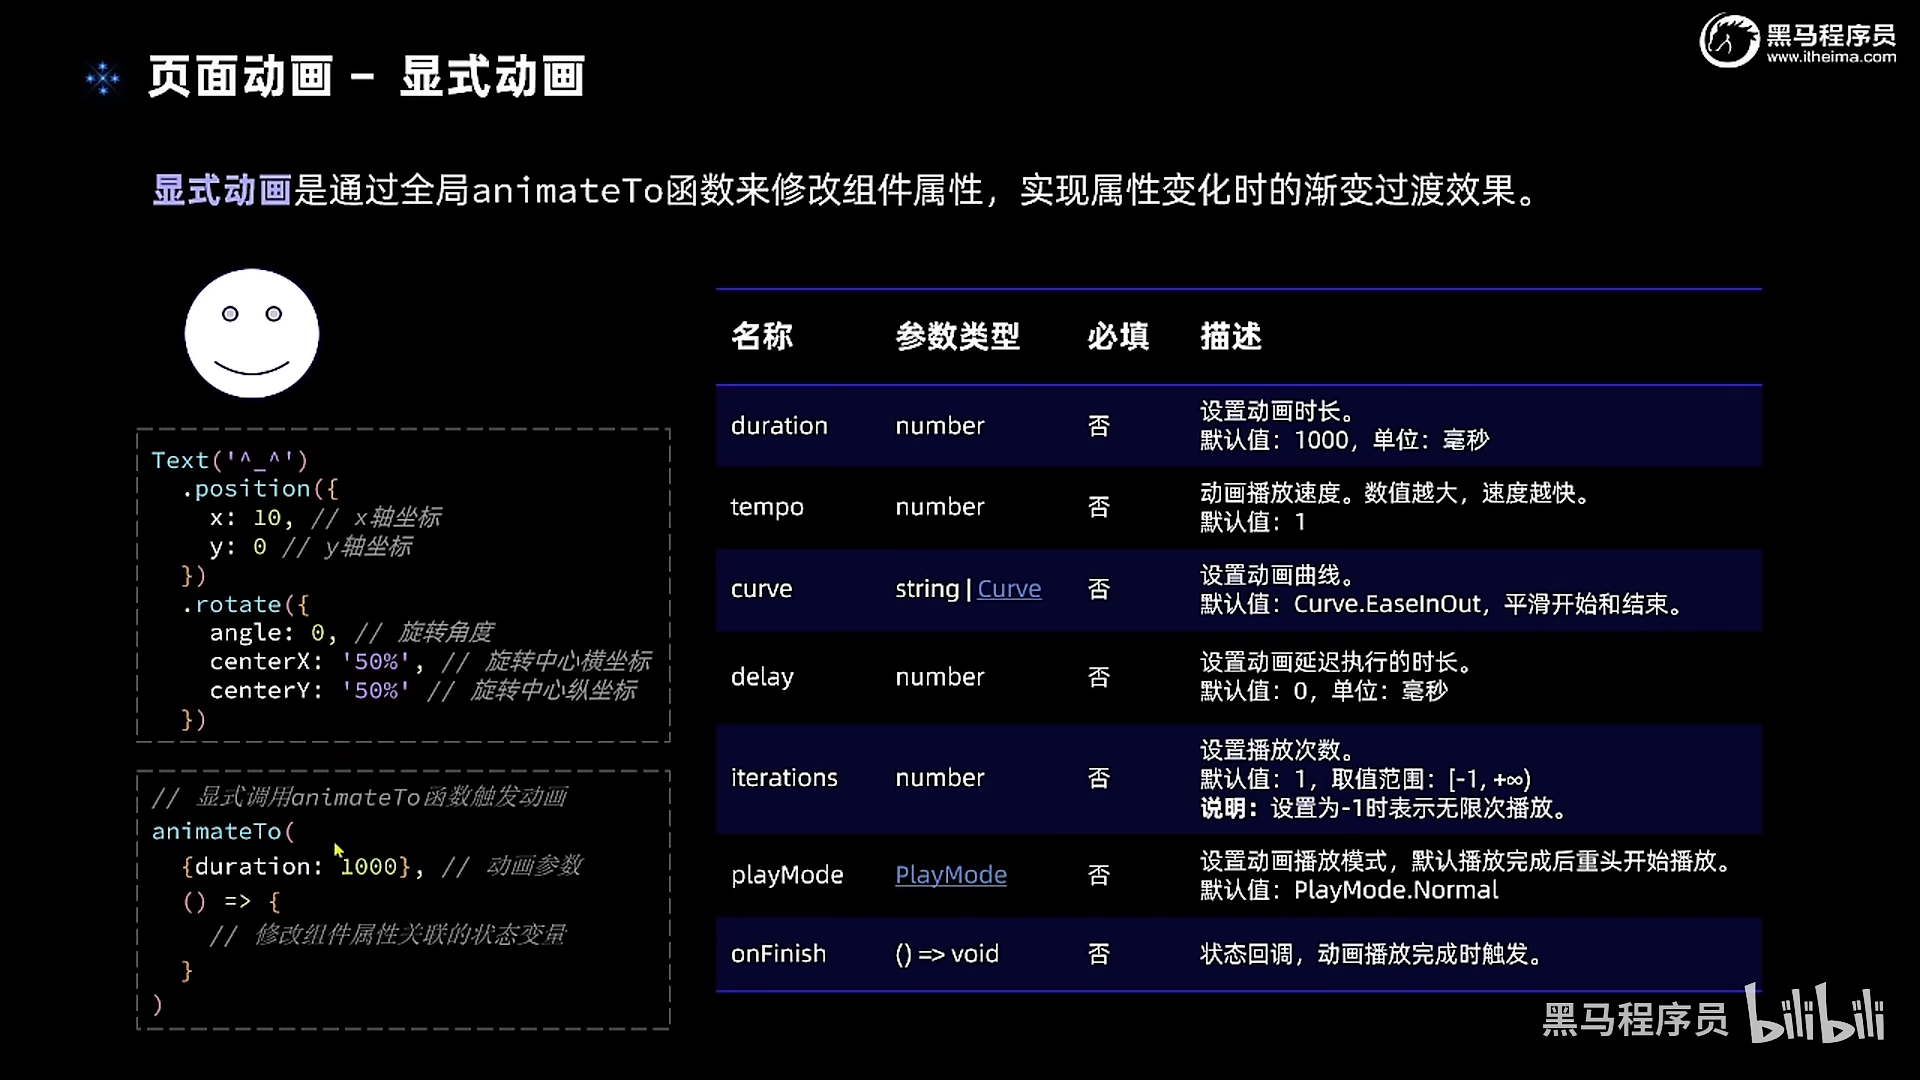 黑马程序员
www.itheima.com
页面动画 – 显式动画
显式动画是通过全局animateTo函数来修改组件属性，实现属性变化时的渐变过渡效果。
Text('^_^')
.position({
x: 10, // x轴坐标
y: 0 // y轴坐标
})
.rotate({
angle: 0, // 旋转角度
centerX: '50%', // 旋转中心横坐标
centerY: '50%' // 旋转中心纵坐标
})
// 显式调用animateTo函数触发动画
animateTo(
{duration: 1000}, // 动画参数
() => {
// 修改组件属性关联的状态变量
}
)
名称 参数类型 必填 描述
duration number 否 设置动画时长。
默认值：1000，单位：毫秒
tempo number 否 动画播放速度。数值越大，速度越快。
默认值：1
curve string | Curve 否 设置动画曲线。
默认值：Curve.EaseInOut，平滑开始和结束。
delay number 否 设置动画延迟执行的时长。
默认值：0，单位：毫秒
iterations number 否 设置播放次数。
默认值：1，取值范围：[-1, +∞)
说明：设置为-1时表示无限次播放。
playMode PlayMode 否 设置动画播放模式，默认播放完成后重头开始播放。
默认值：PlayMode.Normal
onFinish () => void 否 状态回调，动画播放完成时触发。
黑马程序员 bilibili